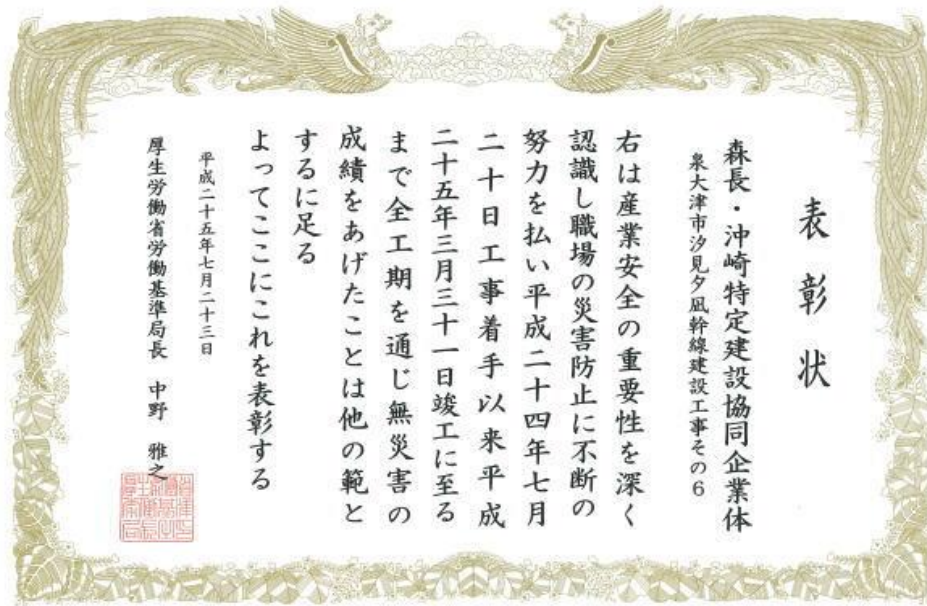 表彰状
森長・沖崎特定建設協同企業体
泉大津市汐見夕凪幹線建設工事その6
右は産業安全の重要性を深く
認識し職場の災害防止に不断の
努力を払い平成二十四年七月
二十日工事着手以来平成
二十五年三月三十一日竣工に至る
まで全工期を通じ無災害の
成績をあげたことは他の範と
するに足る
よってここにこれを表彰する
平成二十五年七月二十三日
厚生労働省労働基準局長 中野 雅之